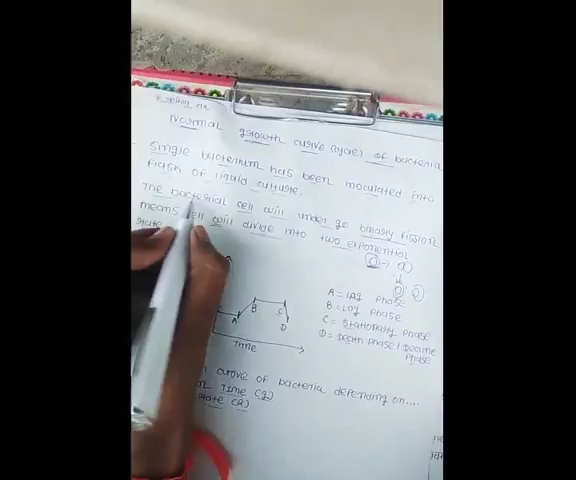 Normal growth curve (cycle) of bacteria
Single bacterium has been inoculated into
Flask of liquid culture.
The bacterial cell will under go binary fission
means cell will divide into two exponential
state
A = Lag phase
B = Log phase
C = Stationary phase
D = Death phase / Decline
phase
A
B
C
D
Time
curve of bacteria depending on....
Time (g)
state (R)